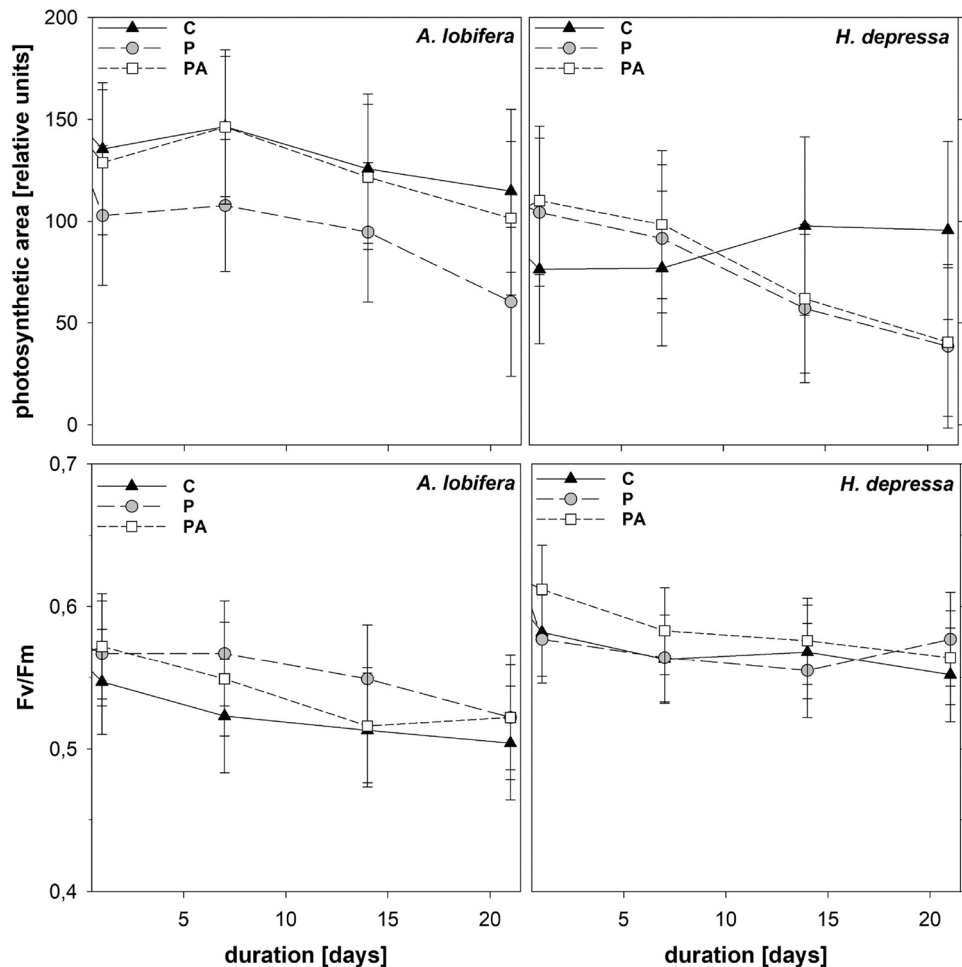 photosynthetic area [relative units]
200
150
100
50
0
C
P
PA
A. lobifera
C
P
PA
H. depressa
Fv/Fm
0,7
0,6
0,5
0,4
C
P
PA
A. lobifera
C
P
PA
H. depressa
5 10 15 20
5 10 15 20
duration [days]
duration [days]